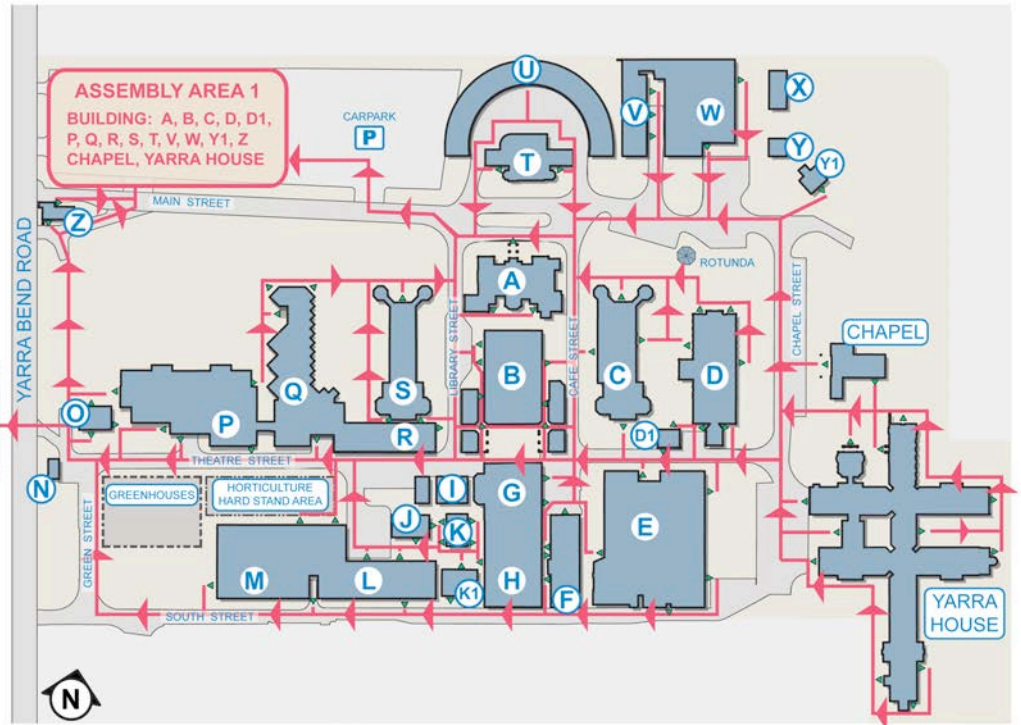 ASSEMBLY AREA 1
BUILDING: A, B, C, D, D1,
P, Q, R, S, T, V, W, Y1, Z
CHAPEL, YARRA HOUSE
CARPARK
P
U
T
V
W
X
Y
Y1
MAIN STREET
Z
YARRA BEND ROAD
A
ROTUNDA
LIBRARY STREET
CAFE STREET
CHAPEL STREET
CHAPEL
Q
S
B
C
D
O
P
R
D1
THEATRE STREET
N
GREENHOUSES
HORTICULTURE
HARD STAND AREA
I
G
J
K
E
GREEN STREET
M
L
K1
H
F
SOUTH STREET
YARRA
HOUSE
N